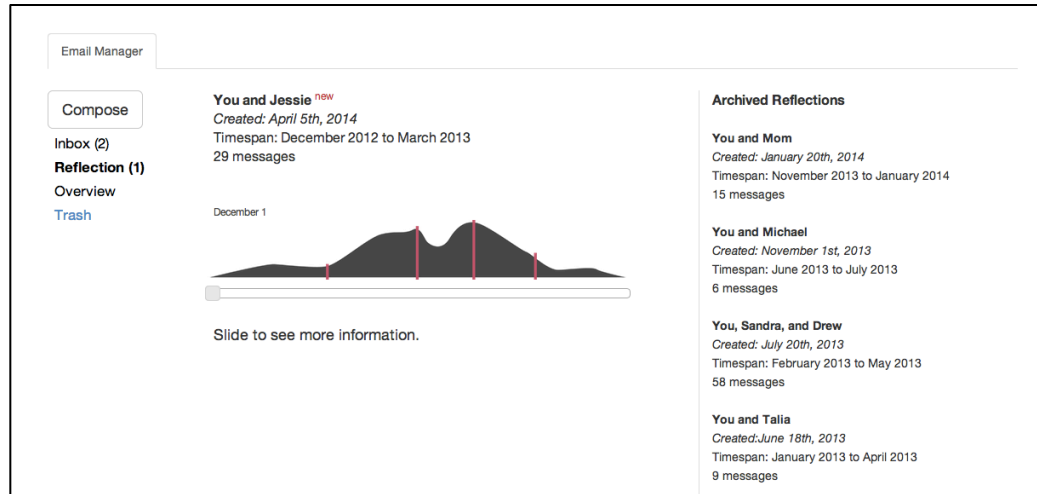 Email Manager
Compose
Inbox (2)
Reflection (1)
Overview
Trash
You and Jessie new
Created: April 5th, 2014
Timespan: December 2012 to March 2013
29 messages
December 1
Slide to see more information.
Archived Reflections
You and Mom
Created: January 20th, 2014
Timespan: November 2013 to January 2014
15 messages
You and Michael
Created: November 1st, 2013
Timespan: June 2013 to July 2013
6 messages
You, Sandra, and Drew
Created: July 20th, 2013
Timespan: February 2013 to May 2013
58 messages
You and Talia
Created:June 18th, 2013
Timespan: January 2013 to April 2013
9 messages